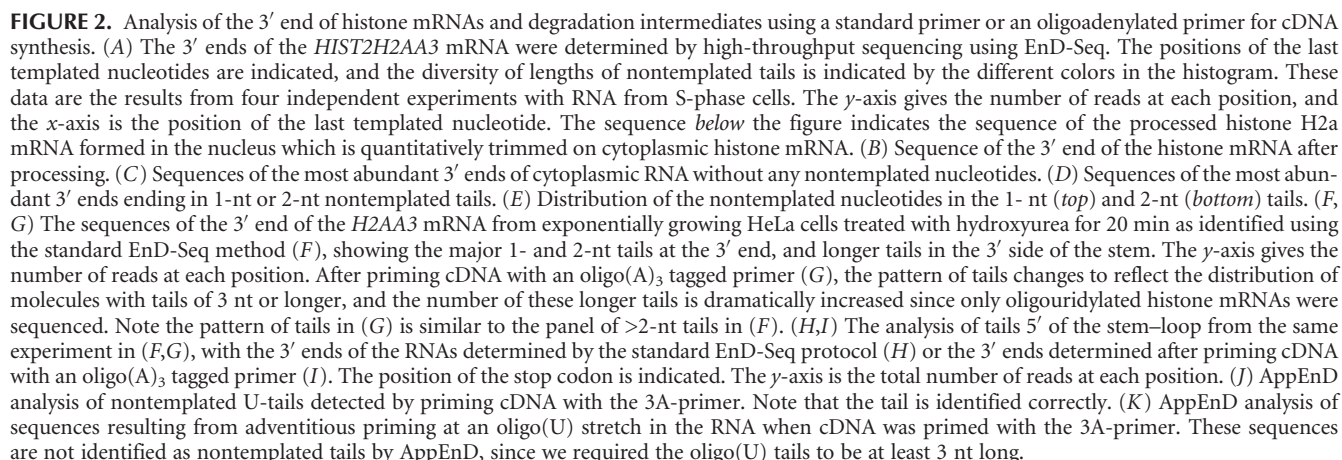 FIGURE 2. Analysis of the 3′ end of histone mRNAs and degradation intermediates using a standard primer or an oligoadenylated primer for cDNA
synthesis. (A) The 3′ ends of the HIST2H2AA3 mRNA were determined by high-throughput sequencing using EnD-Seq. The positions of the last
templated nucleotides are indicated, and the diversity of lengths of nontemplated tails is indicated by the different colors in the histogram. These
data are the results from four independent experiments with RNA from S-phase cells. The y-axis gives the number of reads at each position, and
the x-axis is the position of the last templated nucleotide. The sequence below the figure indicates the sequence of the processed histone H2a
mRNA formed in the nucleus which is quantitatively trimmed on cytoplasmic histone mRNA. (B) Sequence of the 3′ end of the histone mRNA after
processing. (C) Sequences of the most abundant 3′ ends of cytoplasmic RNA without any nontemplated nucleotides. (D) Sequences of the most abun-
dant 3′ ends ending in 1-nt or 2-nt nontemplated tails. (E) Distribution of the nontemplated nucleotides in the 1- nt (top) and 2-nt (bottom) tails. (F,
G) The sequences of the 3′ end of the H2AA3 mRNA from exponentially growing HeLa cells treated with hydroxyurea for 20 min as identified using
the standard EnD-Seq method (F), showing the major 1- and 2-nt tails at the 3′ end, and longer tails in the 3′ side of the stem. The y-axis gives the
number of reads at each position. After priming cDNA with an oligo(A)3 tagged primer (G), the pattern of tails changes to reflect the distribution of
molecules with tails of 3 nt or longer, and the number of these longer tails is dramatically increased since only oligouridylated histone mRNAs were
sequenced. Note the pattern of tails in (G) is similar to the panel of >2-nt tails in (F). (H,I) The analysis of tails 5′ of the stem–loop from the same
experiment in (F,G), with the 3′ ends of the RNAs determined by the standard EnD-Seq protocol (H) or the 3′ ends determined after priming cDNA
with an oligo(A)3 tagged primer (I). The position of the stop codon is indicated. The y-axis is the total number of reads at each position. (J) AppEnD
analysis of nontemplated U-tails detected by priming cDNA with the 3A-primer. Note that the tail is identified correctly. (K) AppEnD analysis of
sequences resulting from adventitious priming at an oligo(U) stretch in the RNA when cDNA was primed with the 3A-primer. These sequences
are not identified as nontemplated tails by AppEnD, since we required the oligo(U) tails to be at least 3 nt long.